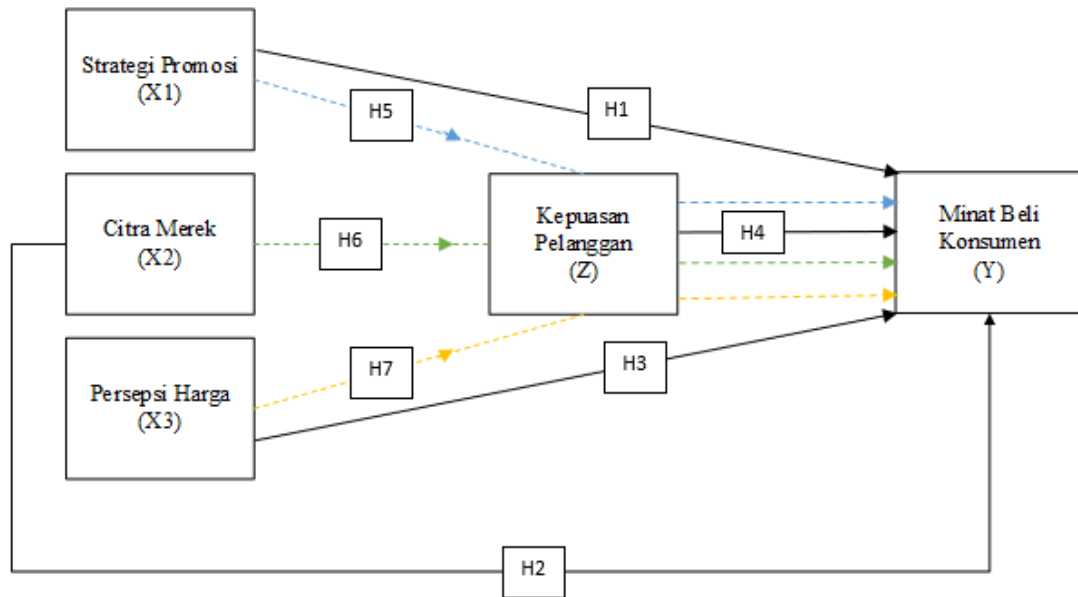 Strategi Promosi
(X1)
H5
H1
Citra Merek
(X2)
H6
Kepuasan
Pelanggan
(Z)
H4
Minat Beli
Konsumen
(Y)
Persepsi Harga
(X3)
H7
H3
H2